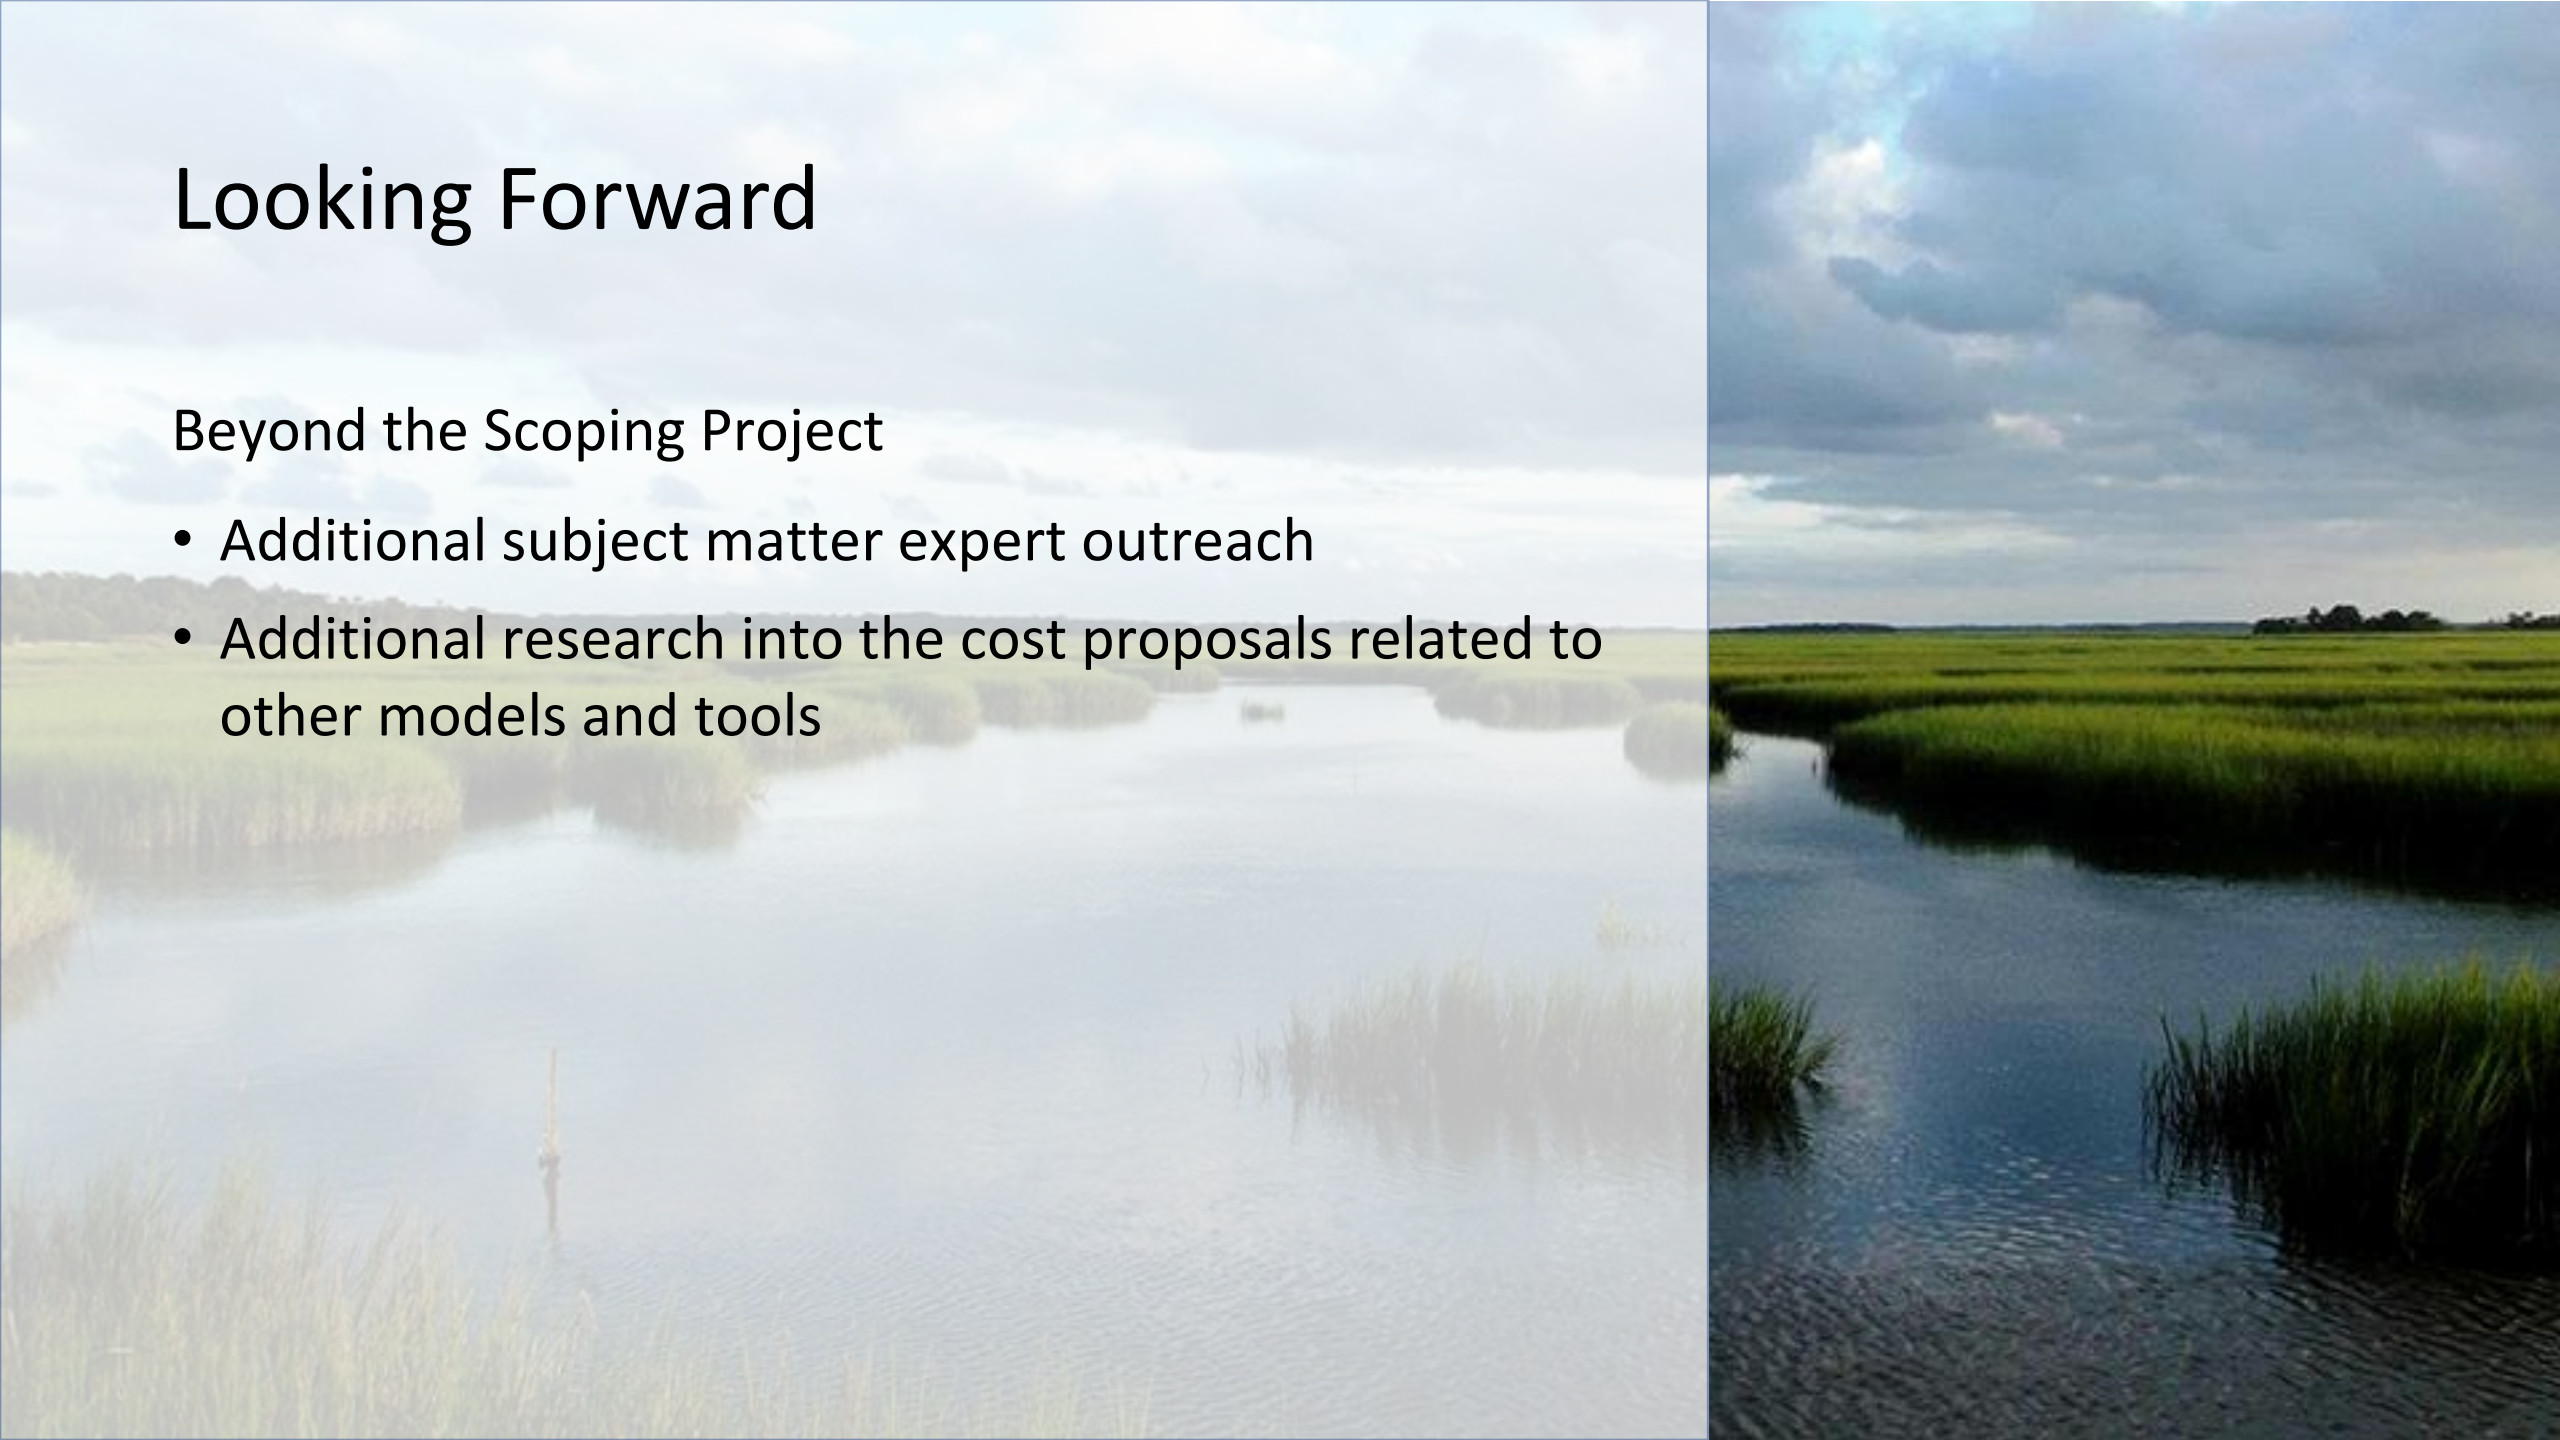 Looking Forward
Beyond the Scoping Project
• Additional subject matter expert outreach
• Additional research into the cost proposals related to
other models and tools